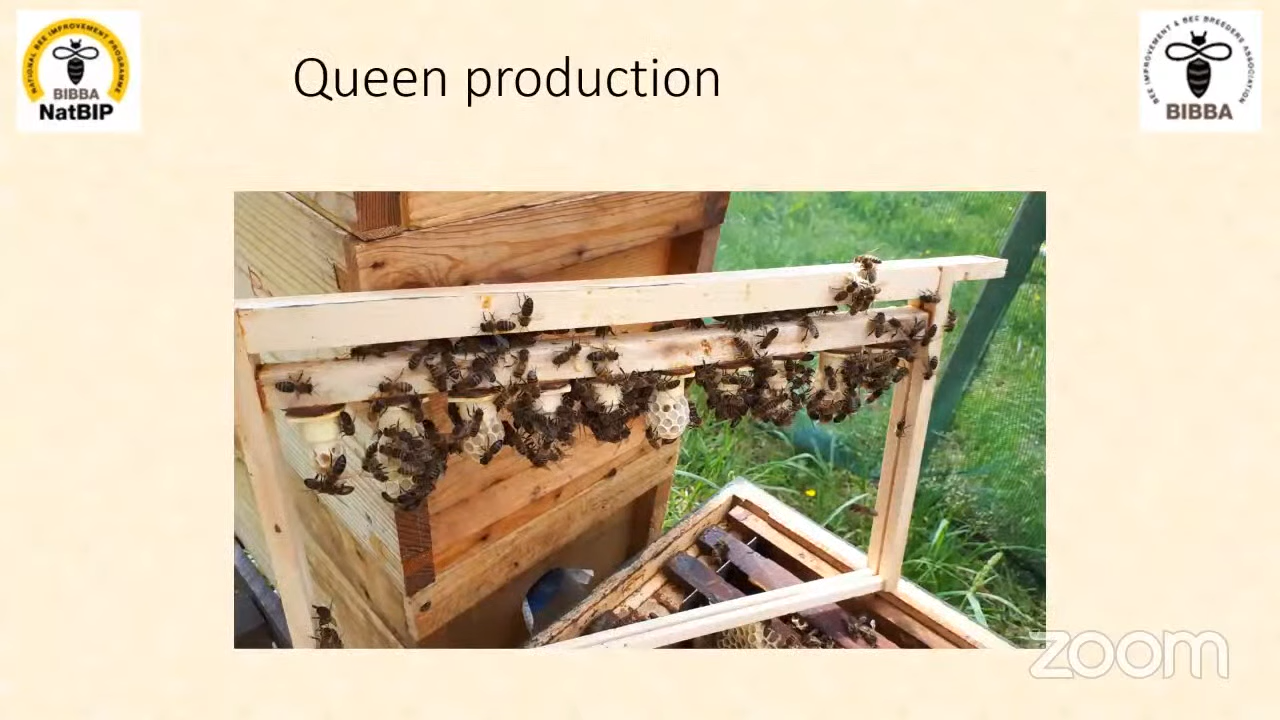 NATIONAL BEE IMPROVEMENT PROGRAMME
BIBBA
NatBIP
Queen production
BEE IMPROVEMENT & BEE BREEDERS ASSOCIATION
BIBBA
zoom